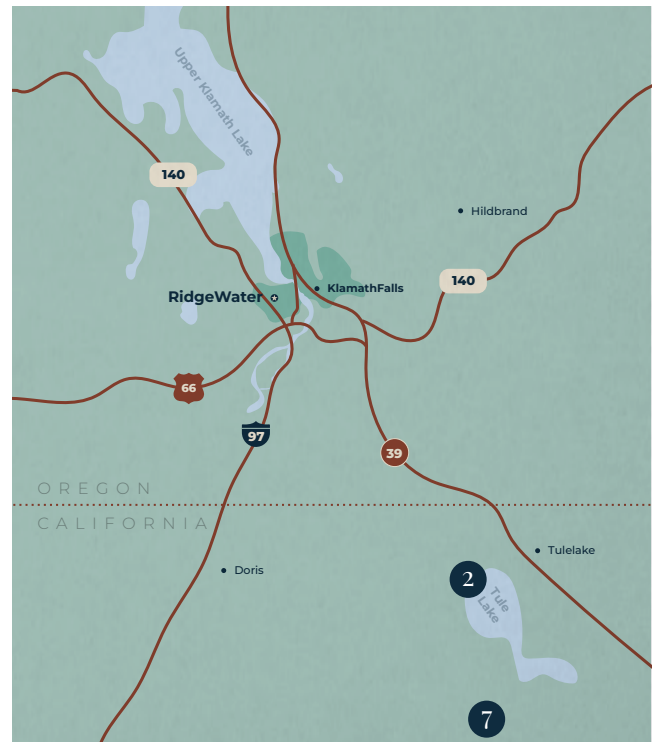 Upper Klamath Lake
140
Hildbrand
140
KlamathFalls
RidgeWater
66
97
39
OREGON
CALIFORNIA
Tulelake
Doris
2
Tule
Lake
7